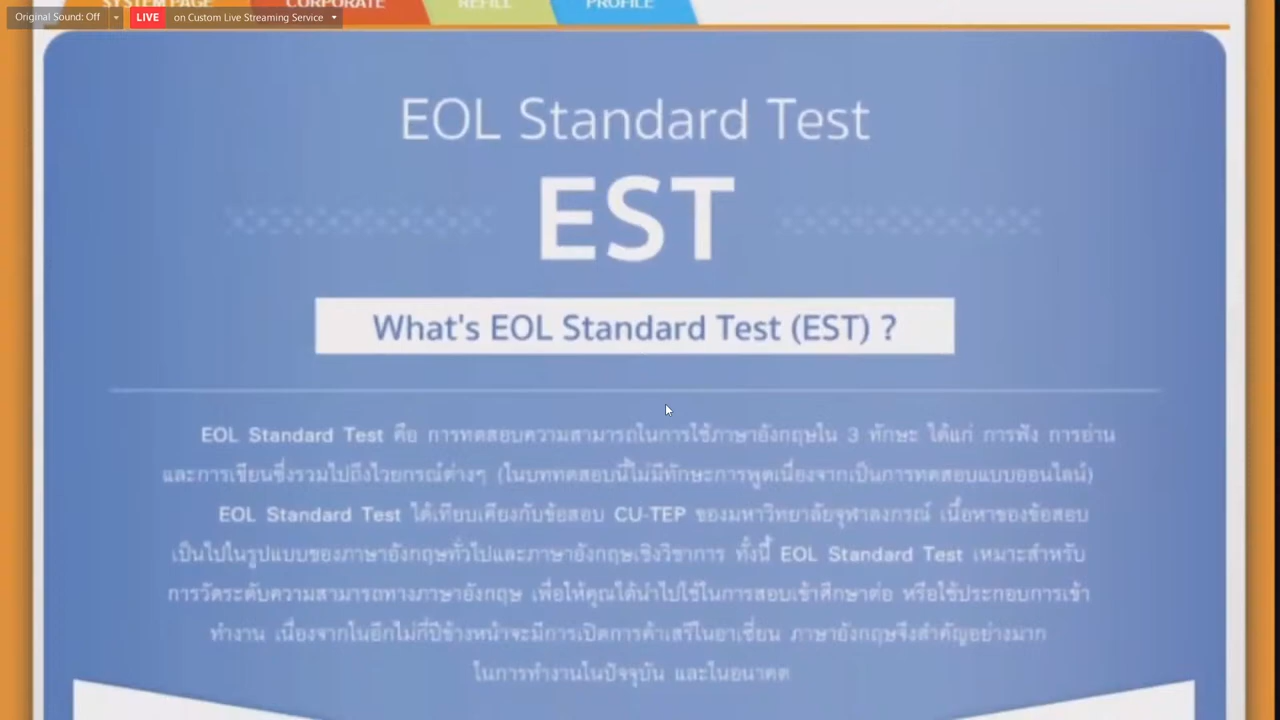 Original Sound: Off LIVE on Custom Live Streaming Service
SYSTEM PAGE CORPORATE REFILL PROFILE
EOL Standard Test
EST
What's EOL Standard Test (EST) ?
EOL Standard Test คือ การทดสอบความสามารถในการใช้ภาษาอังกฤษใน 3 ทักษะ ได้แก่ การฟัง การอ่าน
และการเขียนซึ่งรวมไปถึงไวยกรณ์ต่างๆ (ในบททดสอบนี้ไม่มีทักษะการพูดเนื่องจากเป็นการทดสอบแบบออนไลน์)
EOL Standard Test ได้เทียบเคียงกับข้อสอบ CU-TEP ของมหาวิทยาลัยจุฬาลงกรณ์ เนื้อหาของข้อสอบ
เป็นไปในรูปแบบของภาษาอังกฤษทั่วไปและภาษาอังกฤษเชิงวิชาการ ทั้งนี้ EOL Standard Test เหมาะสำหรับ
การวัดระดับความสามารถทางภาษาอังกฤษ เพื่อให้คุณได้นำไปใช้ในการสอบเข้าศึกษาต่อ หรือใช้ประกอบการเข้า
ทำงาน เนื่องจากในอีกไม่กี่ปีข้างหน้าจะมีการเปิดการค้าเสรีในอาเซี่ยน ภาษาอังกฤษจึงสำคัญอย่างมาก
ในการทำงานในปัจจุบัน และในอนาคต